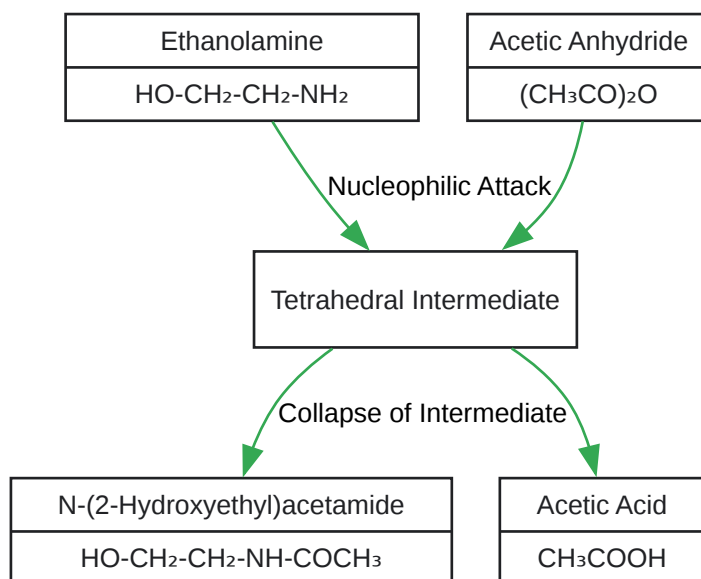 Ethanolamine
HO-CH₂-CH₂-NH₂
Acetic Anhydride
(CH₃CO)₂O
Nucleophilic Attack
Tetrahedral Intermediate
Collapse of Intermediate
N-(2-Hydroxyethyl)acetamide
HO-CH₂-CH₂-NH-COCH₃
Acetic Acid
CH₃COOH